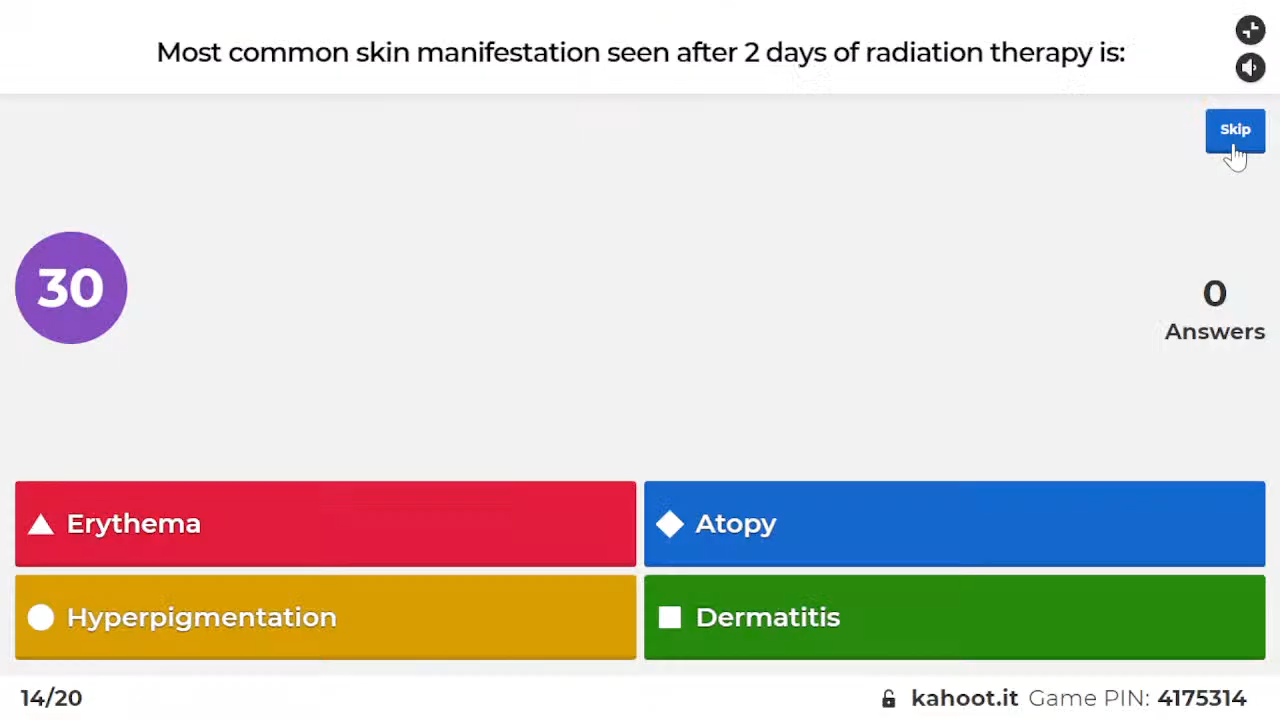 Most common skin manifestation seen after 2 days of radiation therapy is:
Skip
30
0
Answers
Erythema
Atopy
Hyperpigmentation
Dermatitis
14/20
kahoot.it Game PIN: 4175314